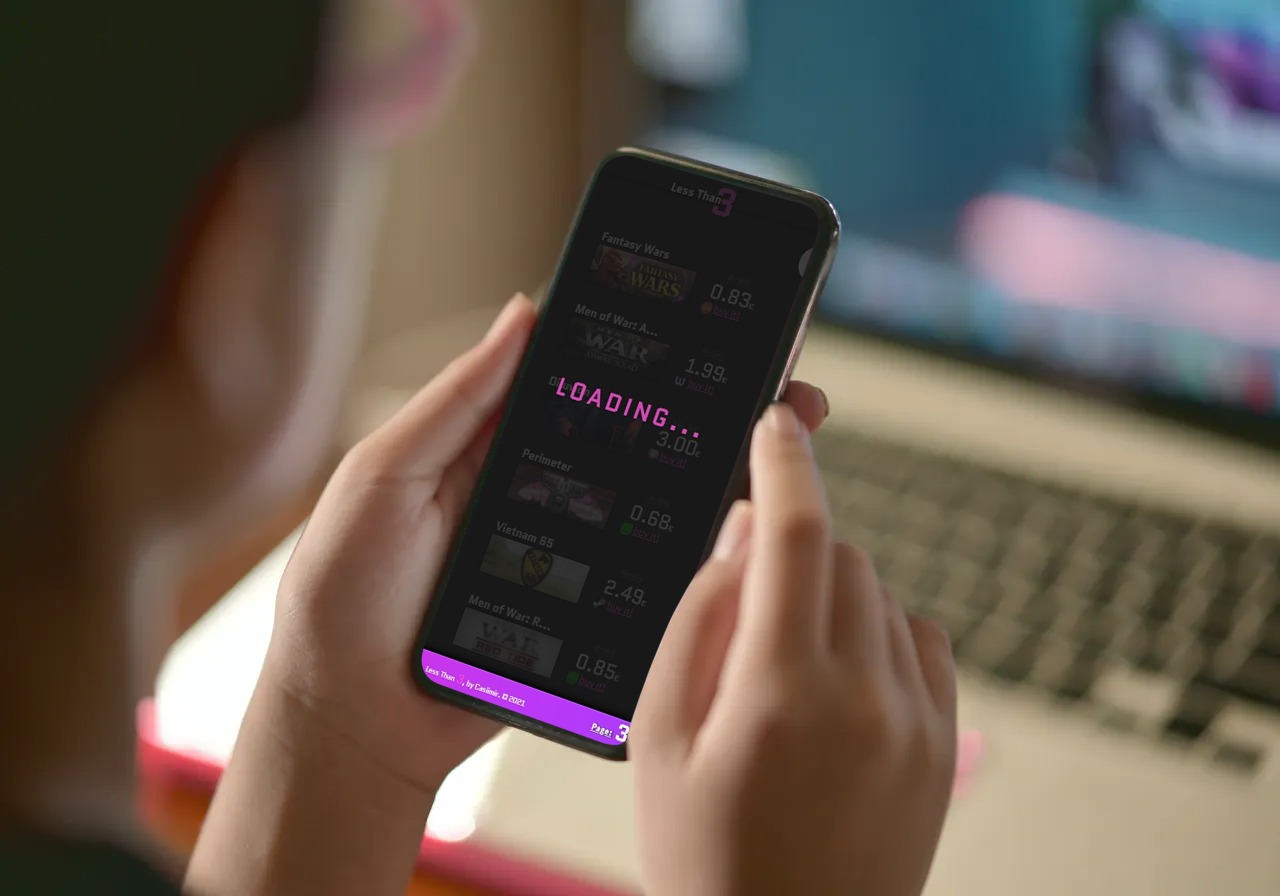 Less Than 3
Fantasy Wars
FANTASY
WARS
0.83€
buy it!
Men of War: A...
WAR
1.99€
buy it!
LOADING...
3.00€
buy it!
Perimeter
0.68€
buy it!
Vietnam 65
2.49€
buy it!
Men of War: R...
WAR
RED TIDE
0.85€
buy it!
Less Than 3, by Casiimir. © 2021
Page: 3